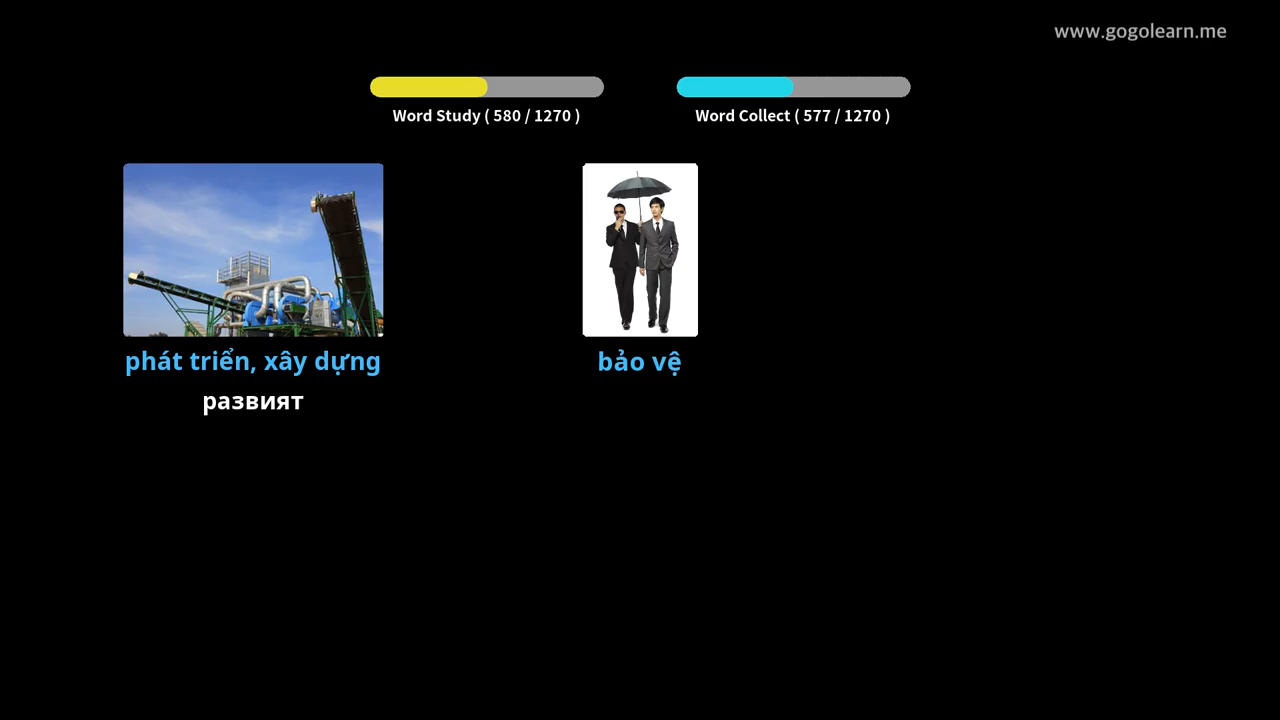 www.gogolearn.me
Word Study ( 580 / 1270 )
Word Collect ( 577 / 1270 )
phát triển, xây dựng
развият
bảo vệ